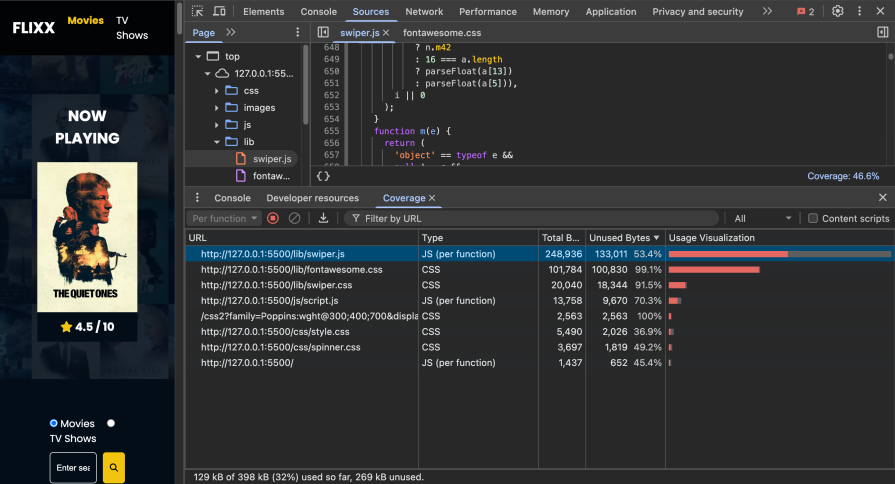 FLIXX
Movies
TV
Shows
NOW
PLAYING
THE QUIET ONES
4.5 / 10
Movies
TV Shows
Enter sea
Elements Console Sources Network Performance Memory Application Privacy and security 2
Page
swiper.js fontawesome.css
top
127.0.0.1:55...
css
images
js
lib
swiper.js
fontaw...
648 ? n.m42
649 : 16 === a.length
650 ? parseFloat(a[13])
651 : parseFloat(a[5])),
652 i || 0
653 );
654 }
655 function m(e) {
656 return (
657 'object' == typeof e &&
{} Coverage: 46.6%
Console Developer resources Coverage
Per function Filter by URL All Content scripts
URL Type Total B... Unused Bytes Usage Visualization
http://127.0.0.1:5500/lib/swiper.js JS (per function) 248,936 133,011 53.4%
http://127.0.0.1:5500/lib/fontawesome.css CSS 101,784 100,830 99.1%
http://127.0.0.1:5500/lib/swiper.css CSS 20,040 18,344 91.5%
http://127.0.0.1:5500/js/script.js JS (per function) 13,758 9,670 70.3%
/css2?family=Poppins:wght@300;400;700&displa CSS 2,563 2,563 100%
http://127.0.0.1:5500/css/style.css CSS 5,490 2,026 36.9%
http://127.0.0.1:5500/css/spinner.css CSS 3,697 1,819 49.2%
http://127.0.0.1:5500/ JS (per function) 1,437 652 45.4%
129 kB of 398 kB (32%) used so far, 269 kB unused.